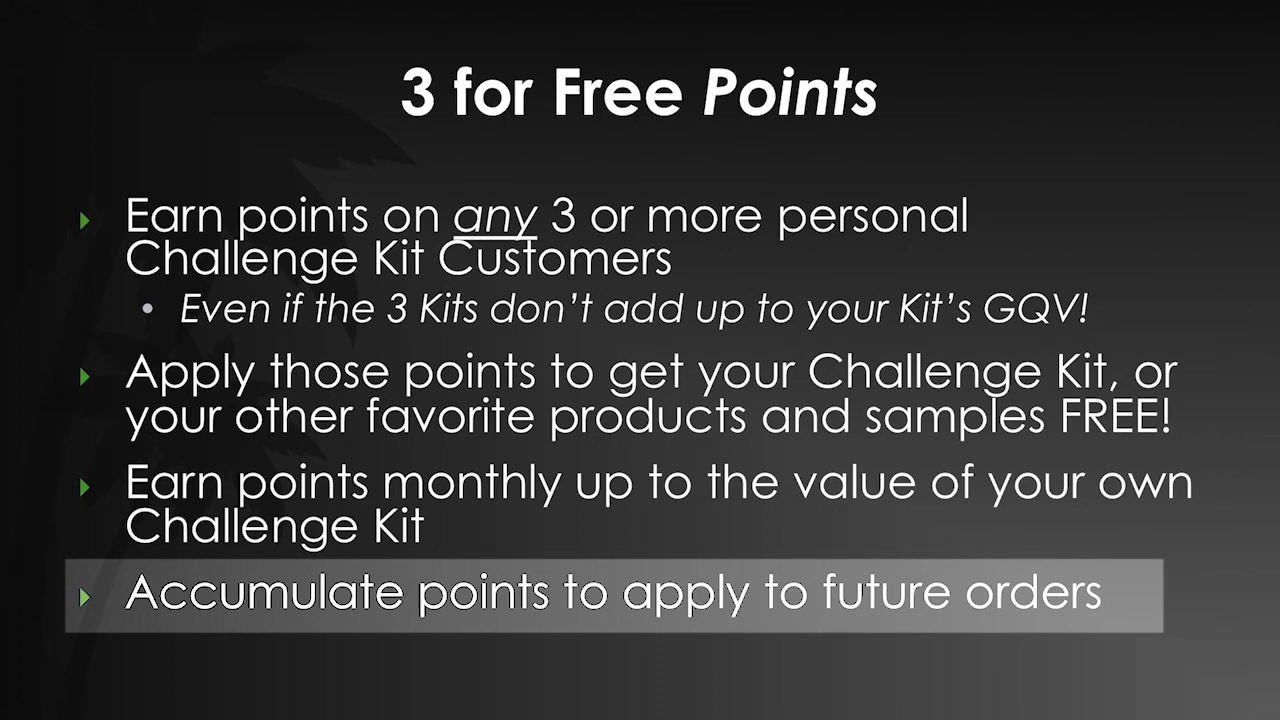 3 for Free Points
Earn points on any 3 or more personal
Challenge Kit Customers
Even if the 3 Kits don’t add up to your Kit’s GQV!
Apply those points to get your Challenge Kit, or
your other favorite products and samples FREE!
Earn points monthly up to the value of your own
Challenge Kit
Accumulate points to apply to future orders